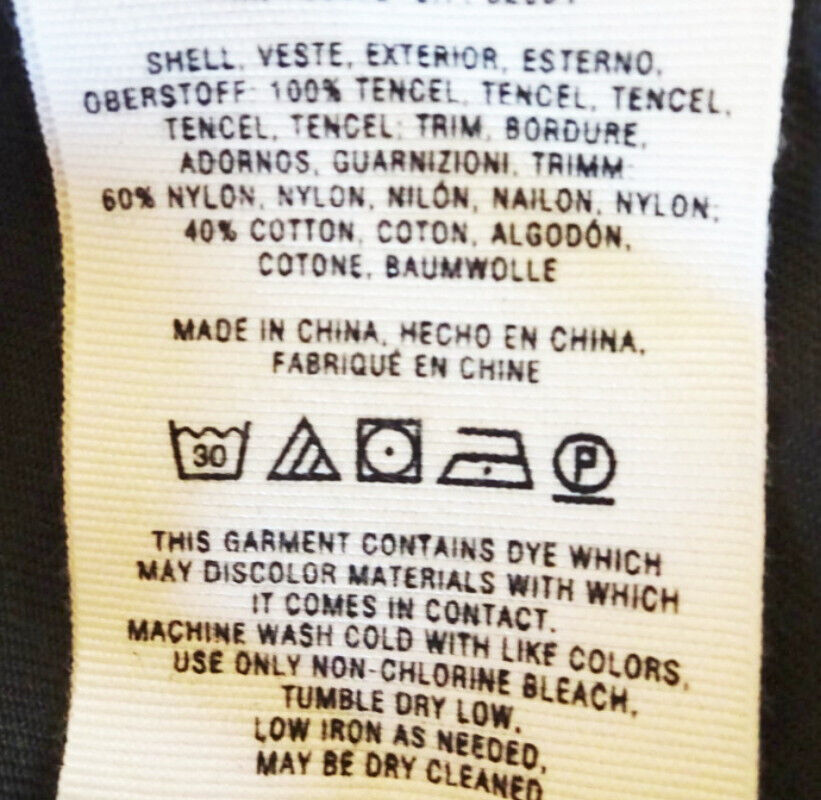 SHELL, VESTE, EXTERIOR, ESTERNO,
OBERSTOFF: 100% TENCEL, TENCEL, TENCEL,
TENCEL, TENCEL; TRIM, BORDURE,
ADORNOS, GUARNIZIONI, TRIMM:
60% NYLON, NYLON, NILÓN, NAILON, NYLON;
40% COTTON, COTON, ALGODÓN,
COTONE, BAUMWOLLE
MADE IN CHINA, HECHO EN CHINA,
FABRIQUÉ EN CHINE
30 P
THIS GARMENT CONTAINS DYE WHICH
MAY DISCOLOR MATERIALS WITH WHICH
IT COMES IN CONTACT.
MACHINE WASH COLD WITH LIKE COLORS,
USE ONLY NON-CHLORINE BLEACH,
TUMBLE DRY LOW,
LOW IRON AS NEEDED,
MAY BE DRY CLEANED